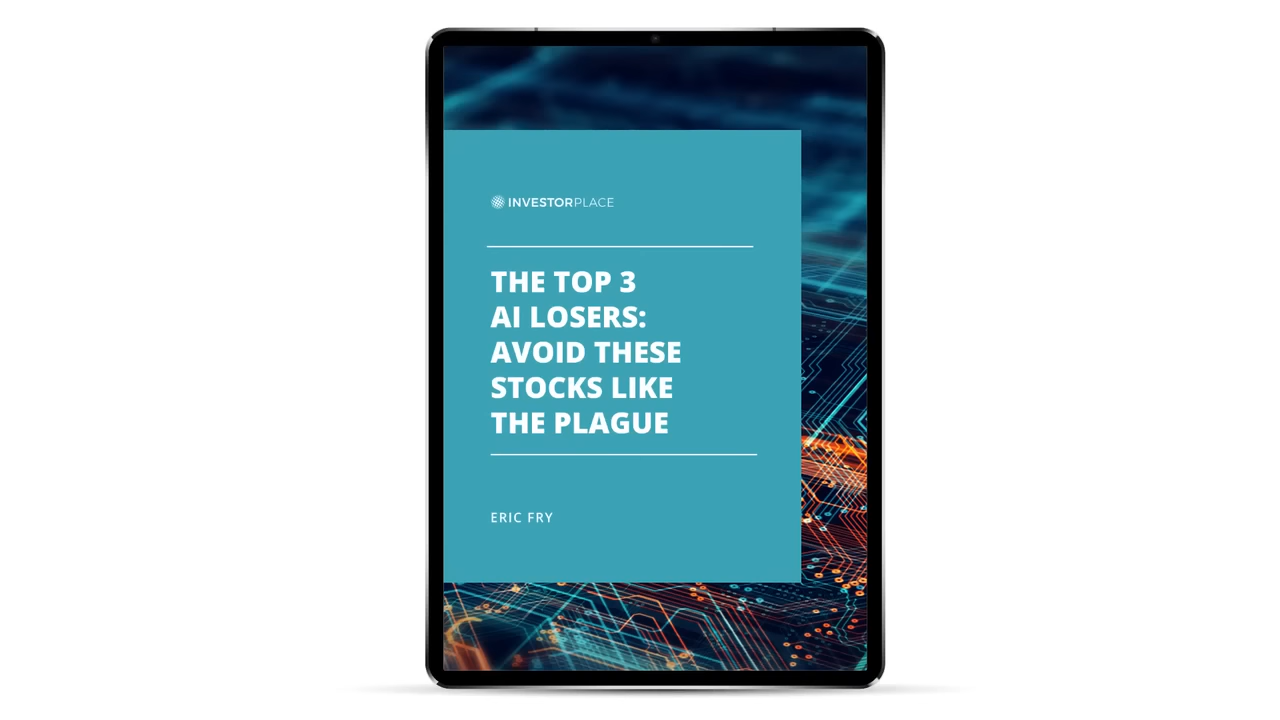 INVESTORPLACE
THE TOP 3
AI LOSERS:
AVOID THESE
STOCKS LIKE
THE PLAGUE
ERIC FRY